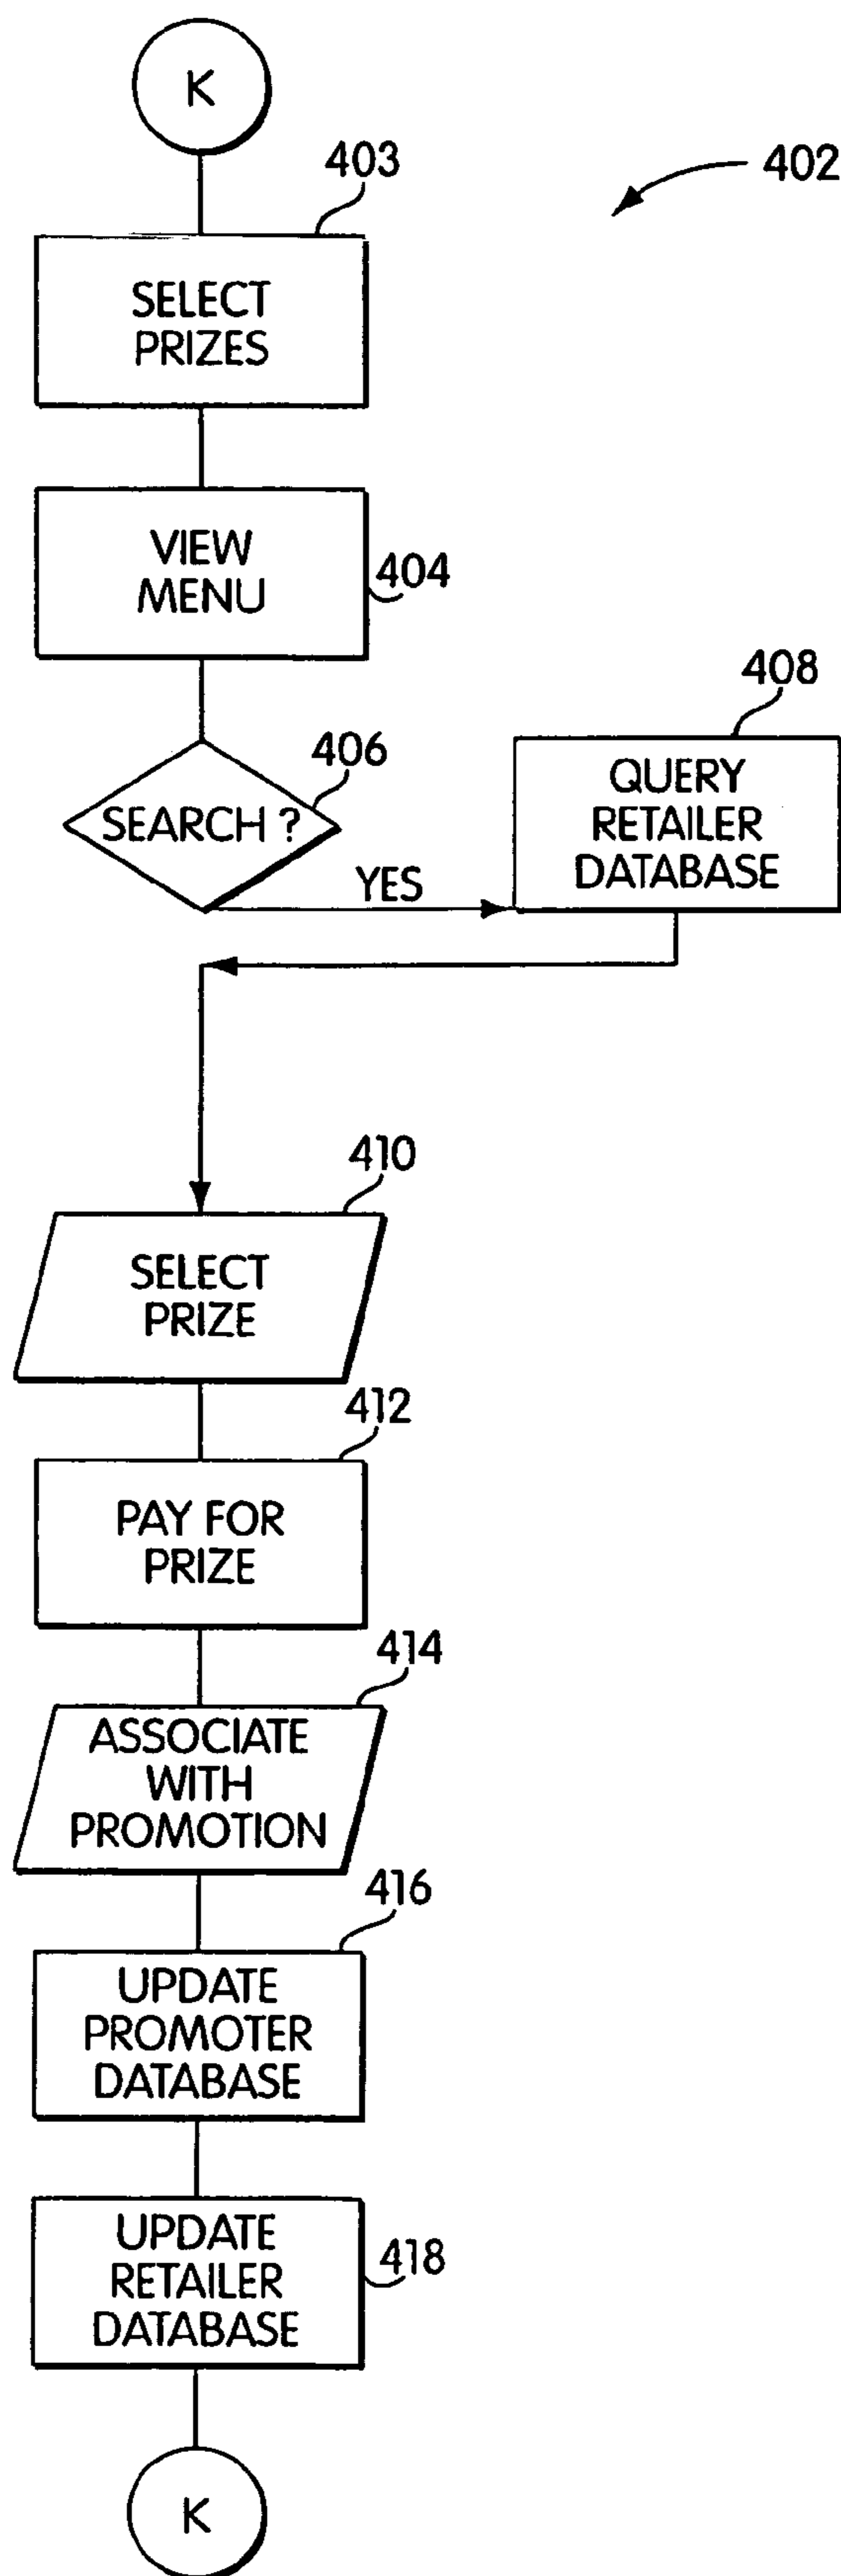 K
403
402
SELECT
PRIZES
VIEW
MENU
404
406
SEARCH ?
408
QUERY
RETAILER
DATABASE
YES
410
SELECT
PRIZE
412
PAY FOR
PRIZE
414
ASSOCIATE
WITH
PROMOTION
416
UPDATE
PROMOTER
DATABASE
UPDATE
RETAILER
DATABASE
418
K